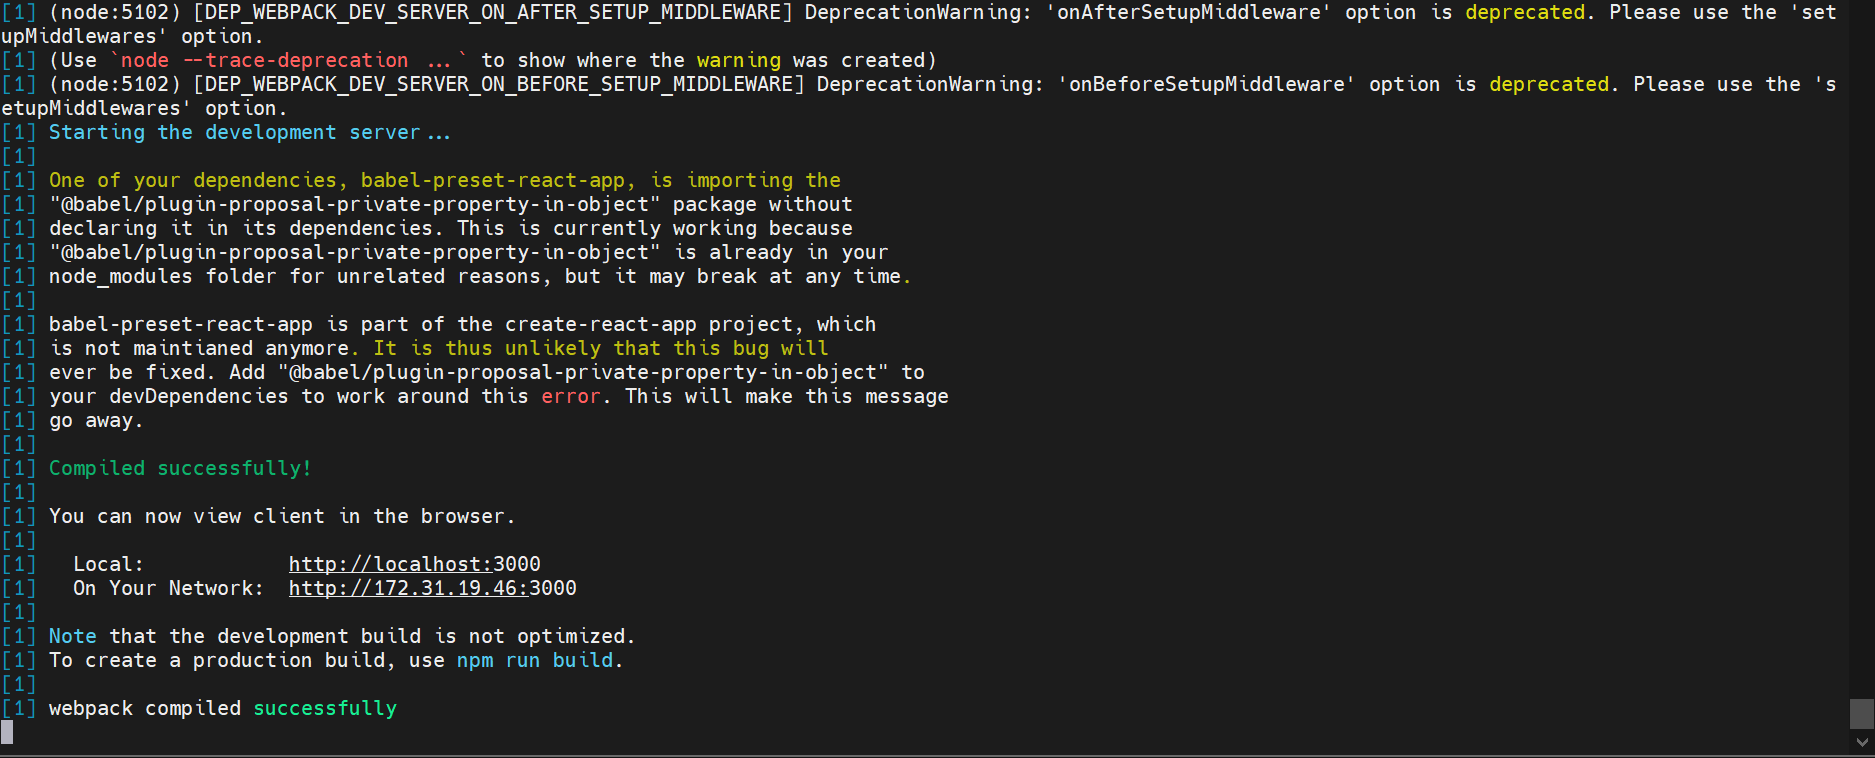 [1] (node:5102) [DEP_WEBPACK_DEV_SERVER_ON_AFTER_SETUP_MIDDLEWARE] DeprecationWarning: 'onAfterSetupMiddleware' option is deprecated. Please use the 'set
upMiddlewares' option.
[1] (Use `node --trace-deprecation ...` to show where the warning was created)
[1] (node:5102) [DEP_WEBPACK_DEV_SERVER_ON_BEFORE_SETUP_MIDDLEWARE] DeprecationWarning: 'onBeforeSetupMiddleware' option is deprecated. Please use the 's
etupMiddlewares' option.
[1] Starting the development server...
[1]
[1] One of your dependencies, babel-preset-react-app, is importing the
[1] "@babel/plugin-proposal-private-property-in-object" package without
[1] declaring it in its dependencies. This is currently working because
[1] "@babel/plugin-proposal-private-property-in-object" is already in your
[1] node_modules folder for unrelated reasons, but it may break at any time.
[1]
[1] babel-preset-react-app is part of the create-react-app project, which
[1] is not maintianed anymore. It is thus unlikely that this bug will
[1] ever be fixed. Add "@babel/plugin-proposal-private-property-in-object" to
[1] your devDependencies to work around this error. This will make this message
[1] go away.
[1]
[1] Compiled successfully!
[1]
[1] You can now view client in the browser.
[1]
[1]   Local:            http://localhost:3000
[1]   On Your Network:  http://172.31.19.46:3000
[1]
[1] Note that the development build is not optimized.
[1] To create a production build, use npm run build.
[1]
[1] webpack compiled successfully